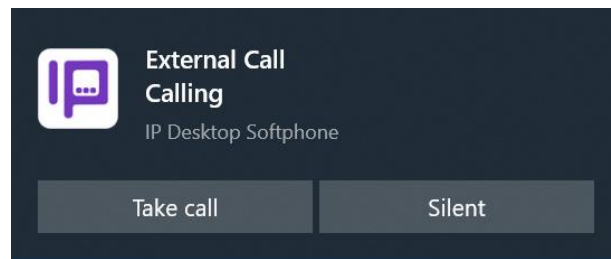 External Call
Calling
IP Desktop Softphone
Take call
Silent